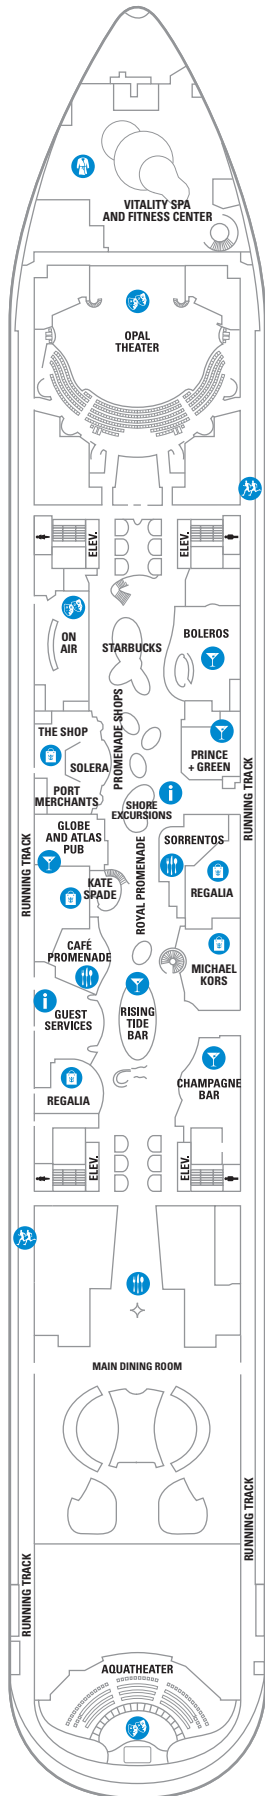 VITALITY SPA
AND FITNESS CENTER
OPAL
THEATER
ELEV.
ELEV.
ON
AIR
STARBUCKS
BOLEROS
PROMENADE SHOPS
THE SHOP
SOLERA
PORT
MERCHANTS
PRINCE
+ GREEN
SHORE
EXCURSIONS
RUNNING TRACK
GLOBE
AND ATLAS
PUB
SORRENTOS
RUNNING TRACK
ROYAL PROMENADE
KATE
SPADE
REGALIA
CAFÉ
PROMENADE
MICHAEL
KORS
i
i
GUEST
SERVICES
RISING
TIDE
BAR
REGALIA
CHAMPAGNE
BAR
ELEV.
ELEV.
MAIN DINING ROOM
RUNNING TRACK
RUNNING TRACK
AQUATHEATER